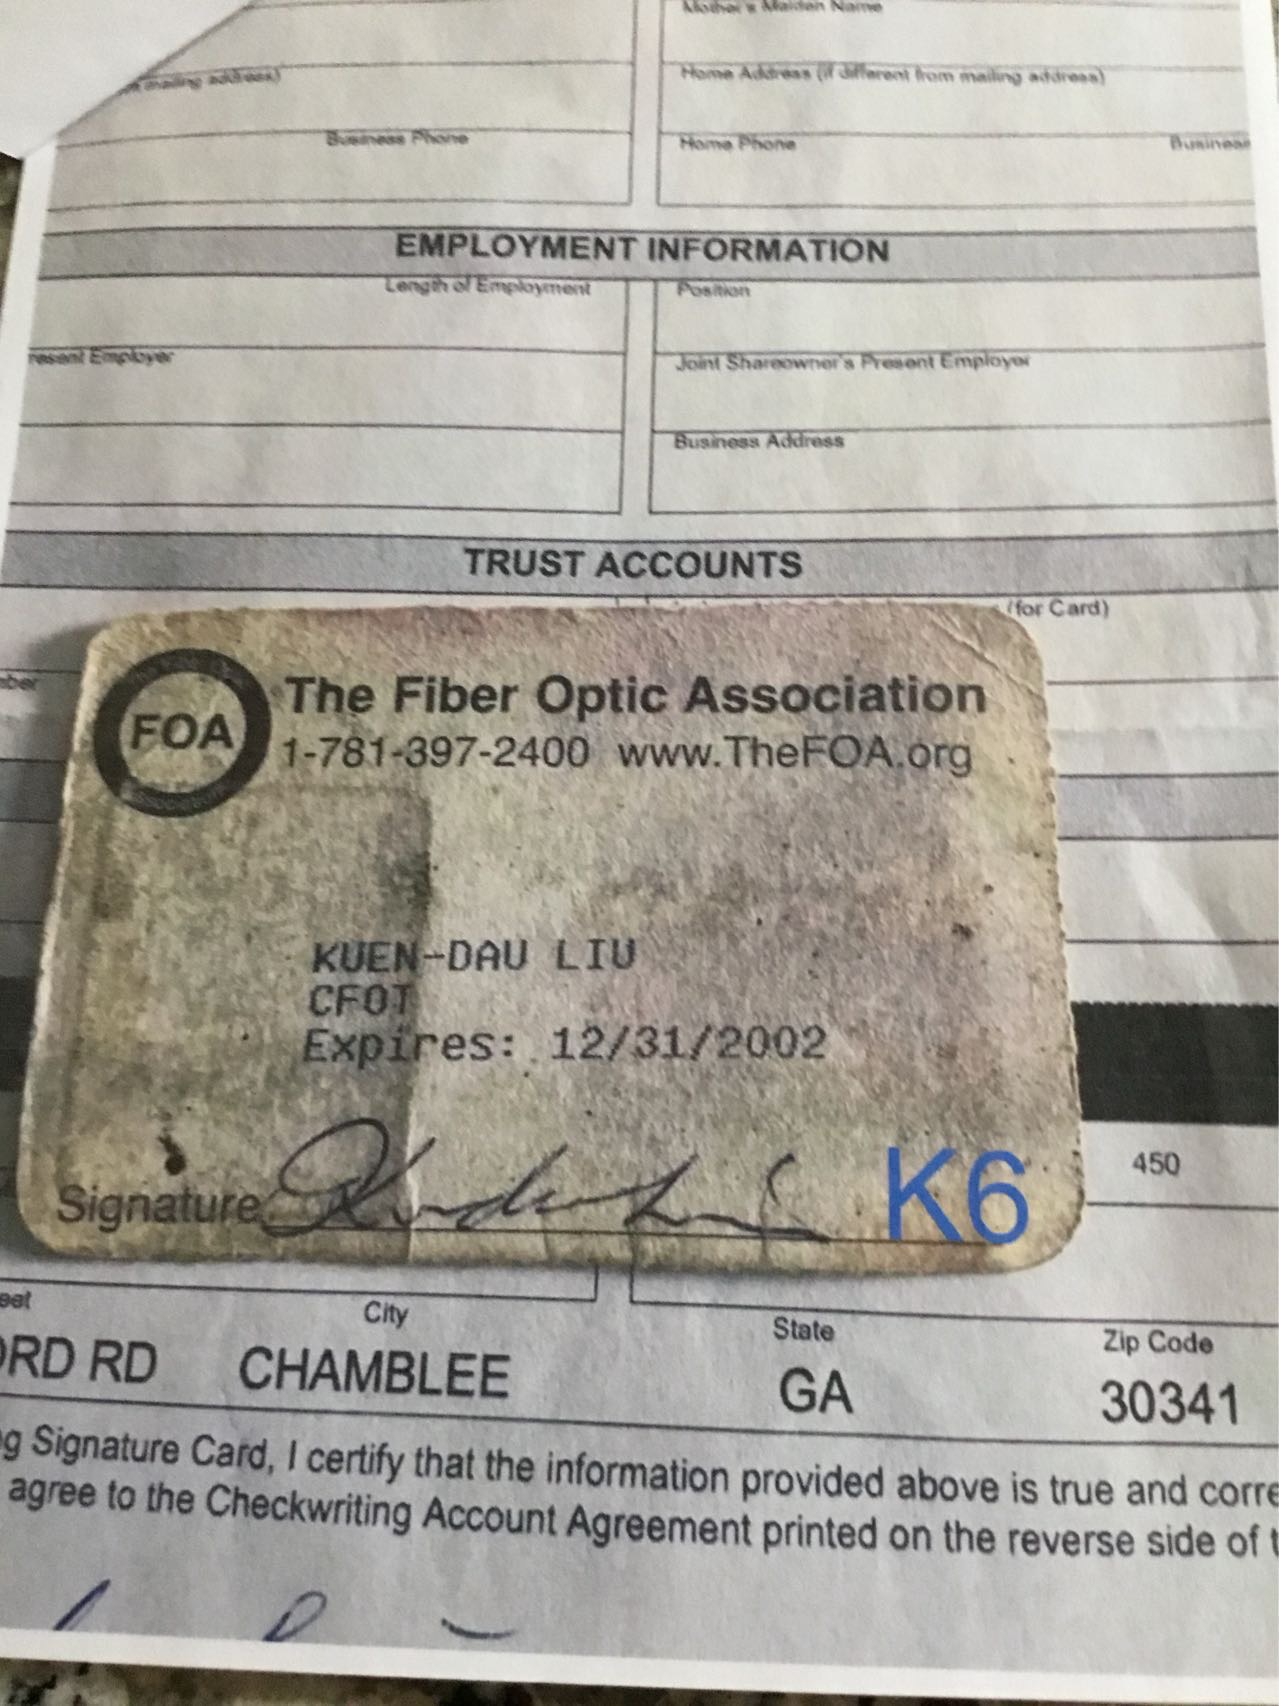 Mother's Maiden Name
mailing address)
Home Address (if different from mailing address)
Business Phone
Home Phone
Business
EMPLOYMENT INFORMATION
Length of Employment
Position
resent Employer
Joint Shareowner's Present Employer
Business Address
TRUST ACCOUNTS
(for Card)
FOA
The Fiber Optic Association
1-781-397-2400 www.TheFOA.org
KUEN-DAU LIU
CFOT
Expires: 12/31/2002
Signature
K6
450
City
State
Zip Code
ORD RD CHAMBLEE GA 30341
g Signature Card, I certify that the information provided above is true and corre
agree to the Checkwriting Account Agreement printed on the reverse side of t